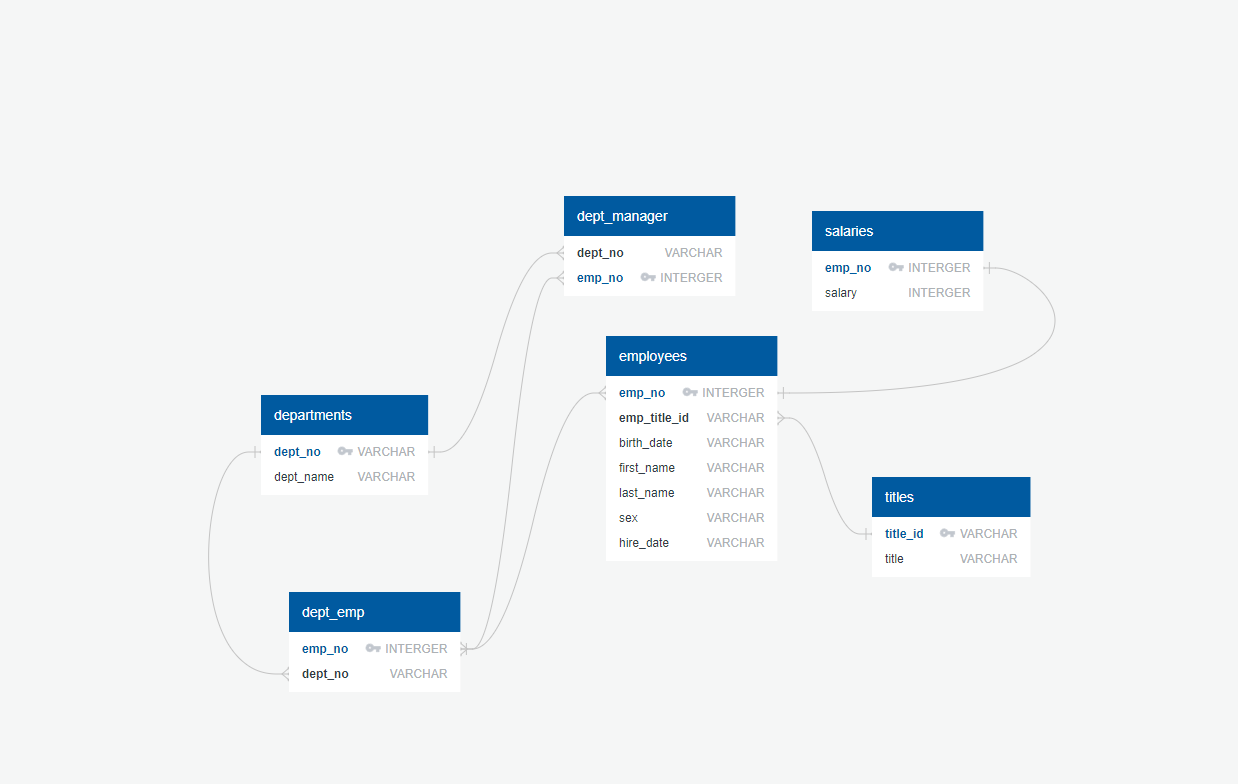 dept_manager
dept_no VARCHAR
emp_no INTERGER
salaries
emp_no INTERGER
salary INTERGER
employees
emp_no INTERGER
emp_title_id VARCHAR
birth_date VARCHAR
first_name VARCHAR
last_name VARCHAR
sex VARCHAR
hire_date VARCHAR
departments
dept_no VARCHAR
dept_name VARCHAR
titles
title_id VARCHAR
title VARCHAR
dept_emp
emp_no INTERGER
dept_no VARCHAR